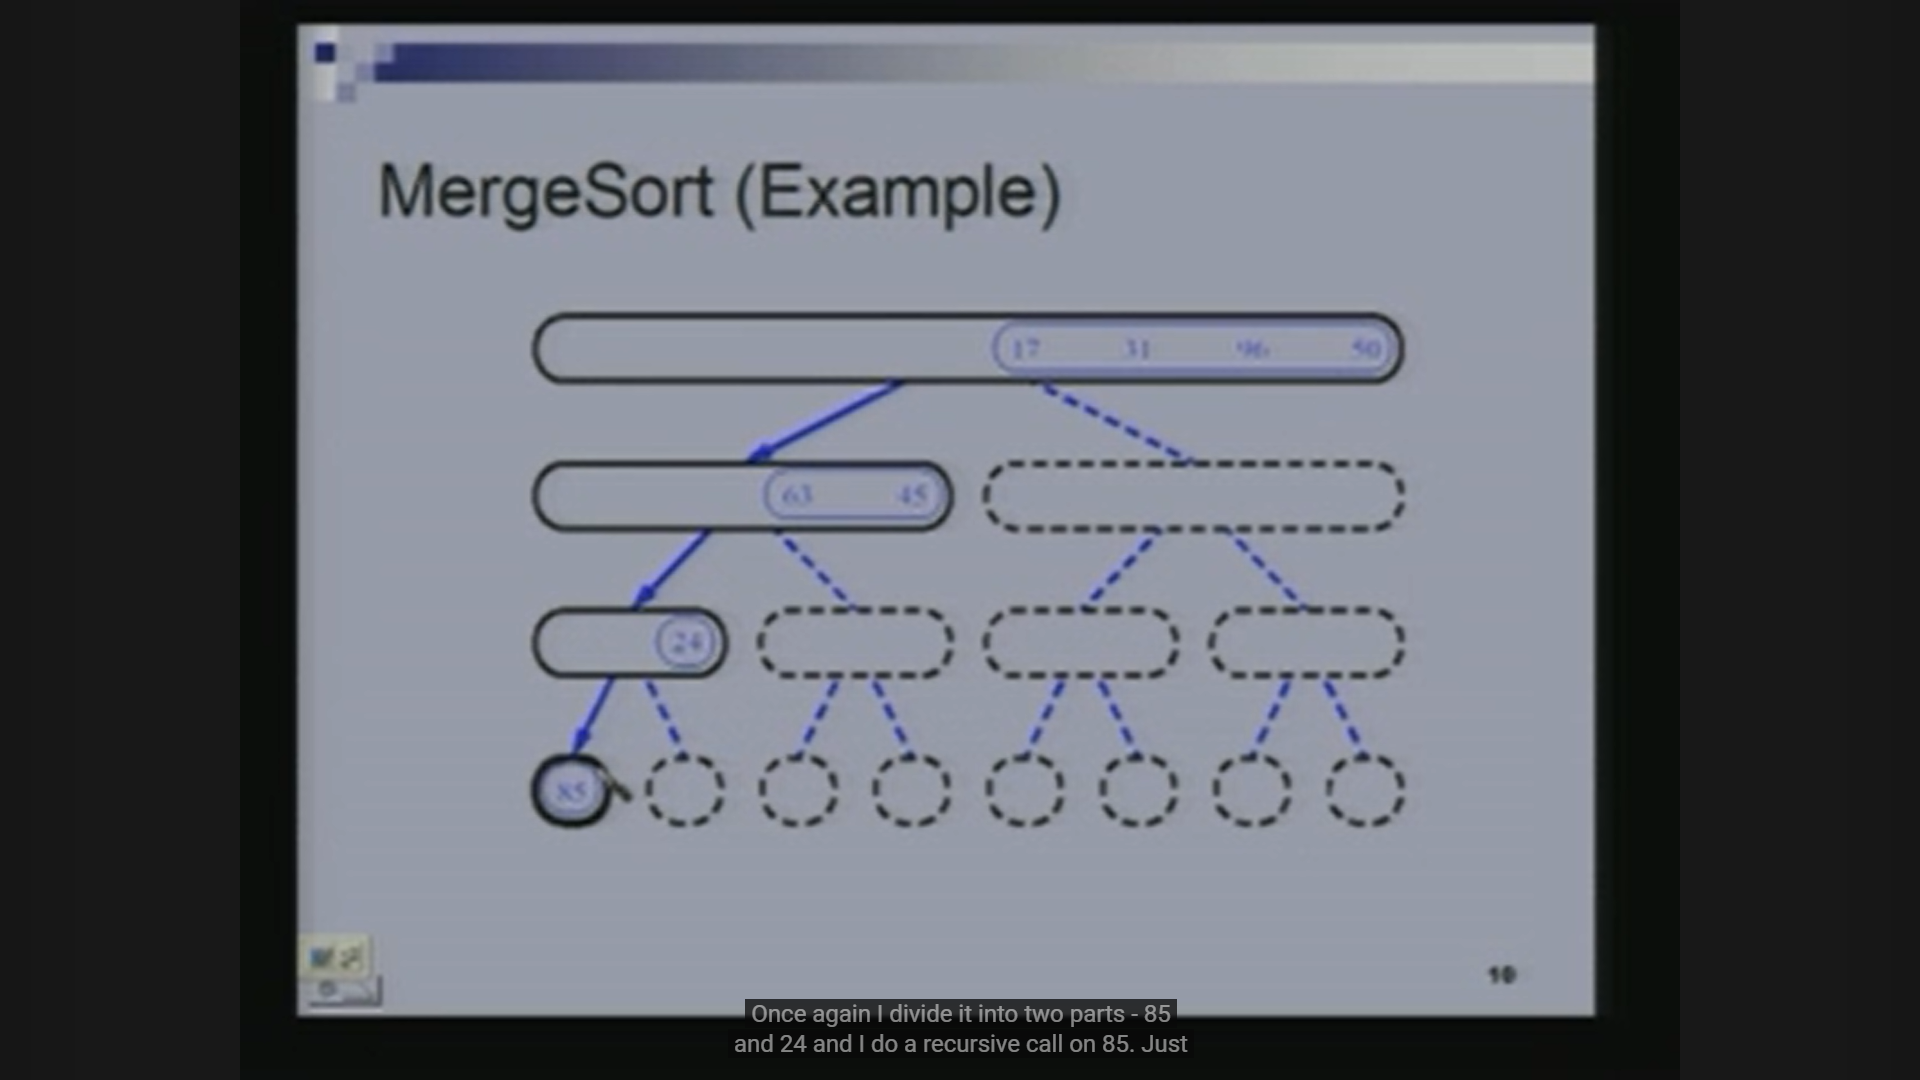 MergeSort (Example)
17 31 96 50
63 45
24
85
10
Once again I divide it into two parts - 85
and 24 and I do a recursive call on 85. Just